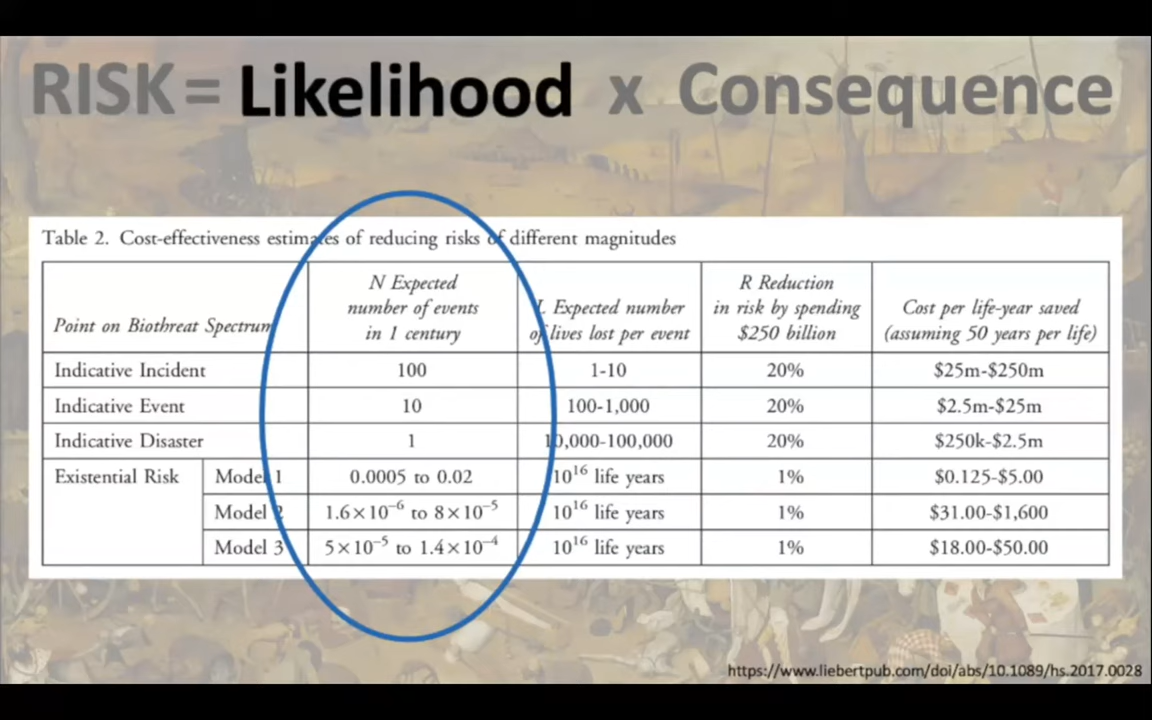 RISK = Likelihood x Consequence
Table 2. Cost-effectiveness estimates of reducing risks of different magnitudes
Point on Biothreat Spectrum
N Expected
number of events
in 1 century
L Expected number
of lives lost per event
R Reduction
in risk by spending
$250 billion
Cost per life-year saved
(assuming 50 years per life)
Indicative Incident 100 1-10 20% $25m-$250m
Indicative Event 10 100-1,000 20% $2.5m-$25m
Indicative Disaster 1 10,000-100,000 20% $250k-$2.5m
Existential Risk Model 1 0.0005 to 0.02 10¹⁶ life years 1% $0.125-$5.00
Model 2 1.6×10⁻⁶ to 8×10⁻⁵ 10¹⁶ life years 1% $31.00-$1,600
Model 3 5×10⁻⁵ to 1.4×10⁻⁴ 10¹⁶ life years 1% $18.00-$50.00
https://www.liebertpub.com/doi/abs/10.1089/hs.2017.0028